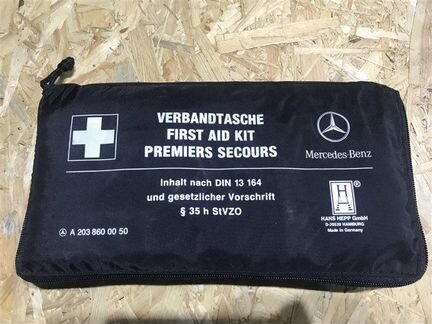 VERBANDTASCHE
FIRST AID KIT
PREMIERS SECOURS
Mercedes-Benz
Inhalt nach DIN 13 164
und gesetzlicher Vorschrift
§ 35 h StVZO
H
®
HANS HEPP GmbH
D-20539 HAMBURG
Made in Germany
A 203 860 00 50